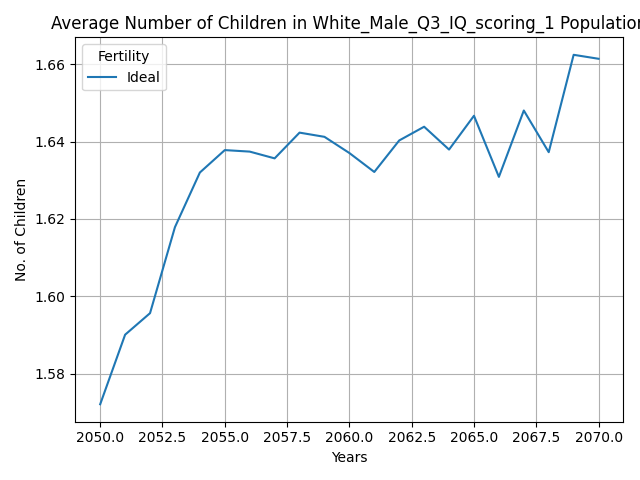 Average Number of Children in White_Male_Q3_IQ_scoring_1 Population
Fertility
Ideal
No. of Children
1.66
1.64
1.62
1.60
1.58
2050.0 2052.5 2055.0 2057.5 2060.0 2062.5 2065.0 2067.5 2070.0
Years